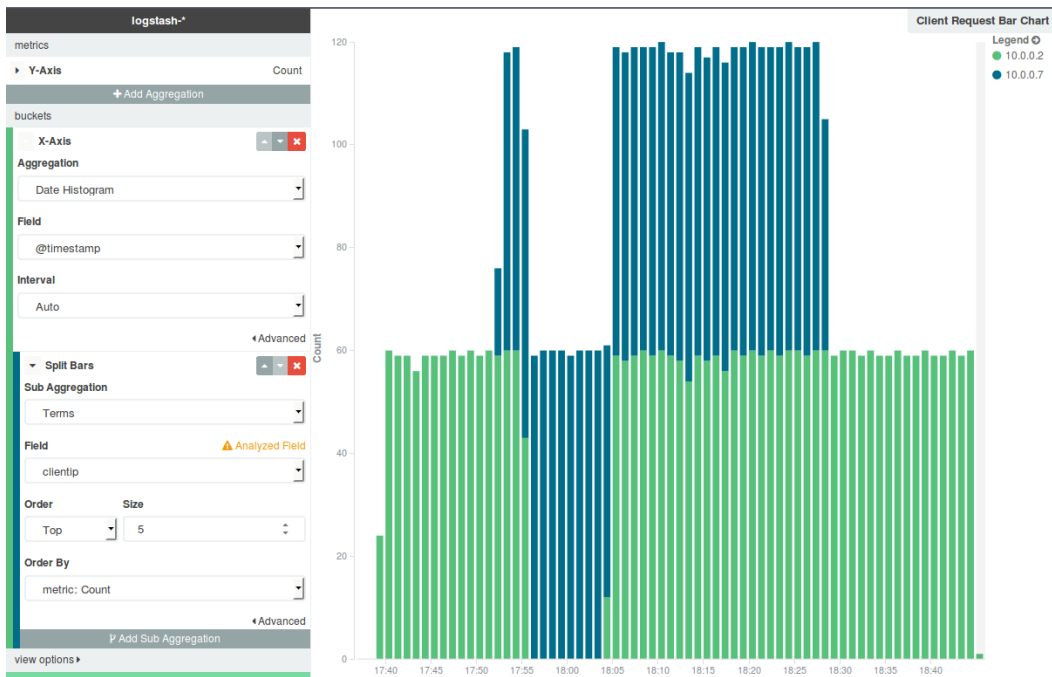 logstash-*
metrics
Y-Axis Count
Add Aggregation
buckets
X-Axis
Aggregation
Date Histogram
Field
@timestamp
Interval
Auto
Advanced
Split Bars
Sub Aggregation
Terms
Field Analyzed Field
clientip
Order Size
Top 5
Order By
metric: Count
Advanced
Add Sub Aggregation
view options
Client Request Bar Chart
Legend
10.0.0.2
10.0.0.7
120
100
80
60
40
20
0
Count
17:40 17:45 17:50 17:55 18:00 18:05 18:10 18:15 18:20 18:25 18:30 18:35 18:40